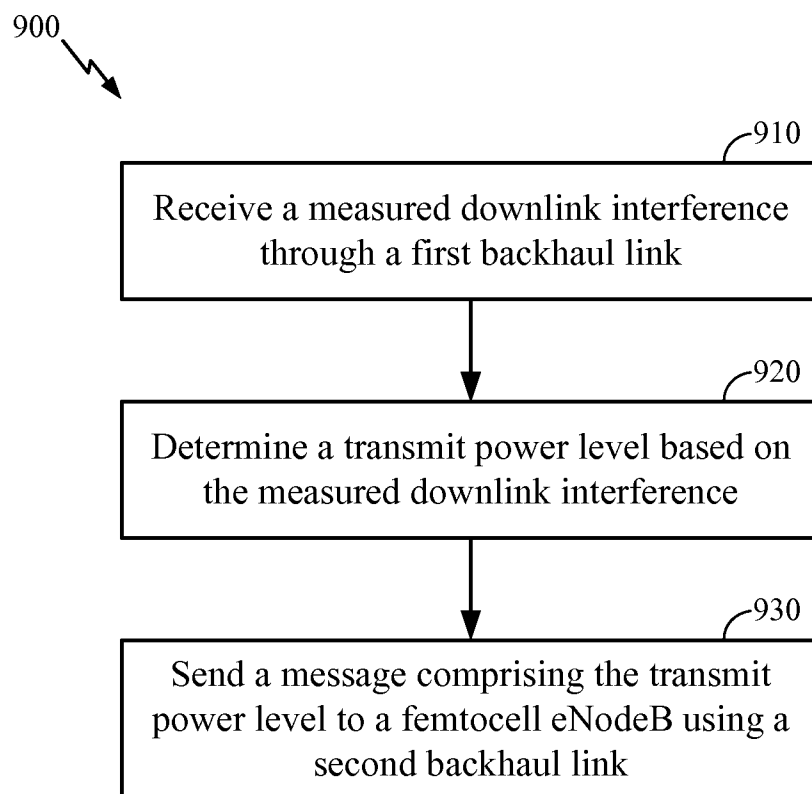 900
910
Receive a measured downlink interference
through a first backhaul link
920
Determine a transmit power level based on
the measured downlink interference
930
Send a message comprising the transmit
power level to a femtocell eNodeB using a
second backhaul link